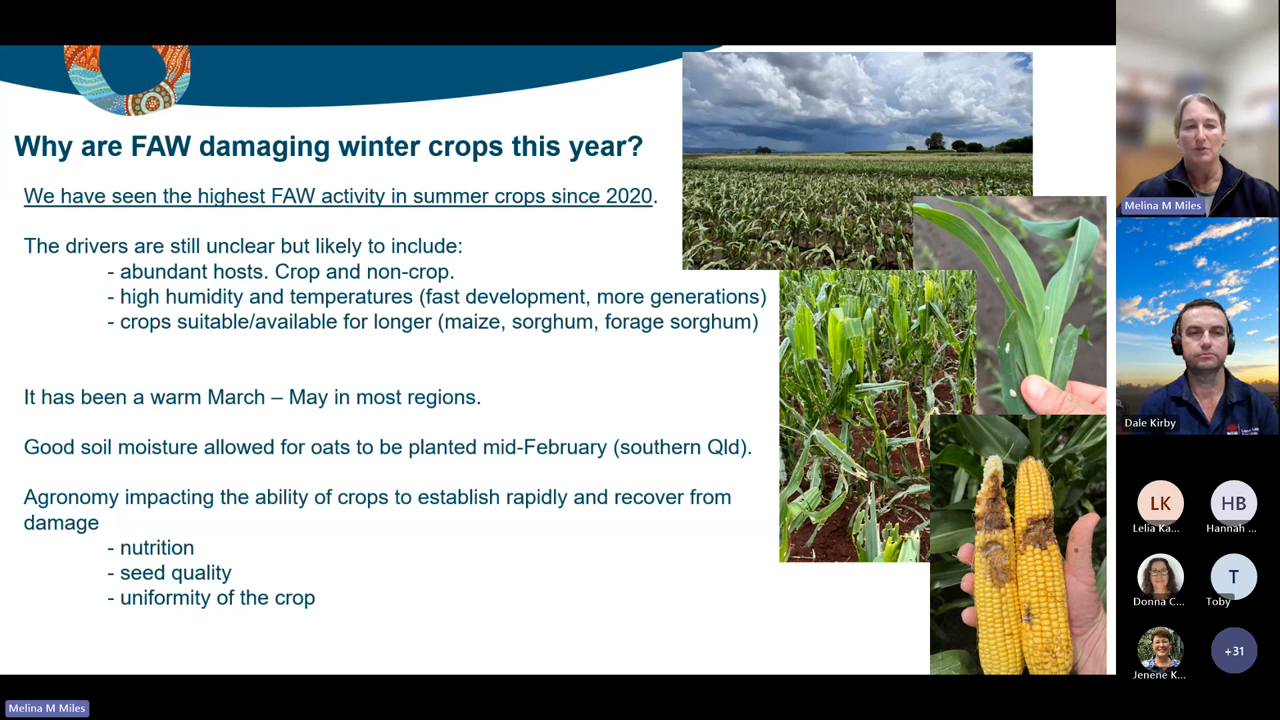 Why are FAW damaging winter crops this year?
We have seen the highest FAW activity in summer crops since 2020.
The drivers are still unclear but likely to include:
- abundant hosts. Crop and non-crop.
- high humidity and temperatures (fast development, more generations)
- crops suitable/available for longer (maize, sorghum, forage sorghum)
It has been a warm March – May in most regions.
Good soil moisture allowed for oats to be planted mid-February (southern Qld).
Agronomy impacting the ability of crops to establish rapidly and recover from
damage
- nutrition
- seed quality
- uniformity of the crop
Melina M Miles
Dale Kirby
LK
HB
Lelia Ka...
Hannah ...
T
Donna C...
Toby
+31
Jenene K...
Melina M Miles